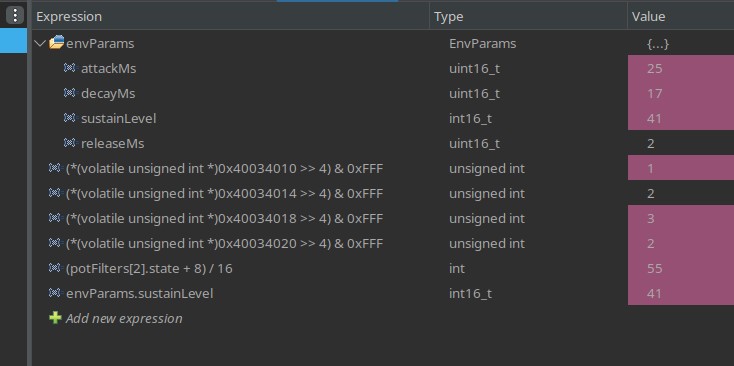 Expression Type Value
envParams EnvParams {...}
attackMs uint16_t 25
decayMs uint16_t 17
sustainLevel int16_t 41
releaseMs uint16_t 2
(*(volatile unsigned int *)0x40034010 >> 4) & 0xFFF unsigned int 1
(*(volatile unsigned int *)0x40034014 >> 4) & 0xFFF unsigned int 2
(*(volatile unsigned int *)0x40034018 >> 4) & 0xFFF unsigned int 3
(*(volatile unsigned int *)0x40034020 >> 4) & 0xFFF unsigned int 2
(potFilters[2].state + 8) / 16 int 55
envParams.sustainLevel int16_t 41
Add new expression